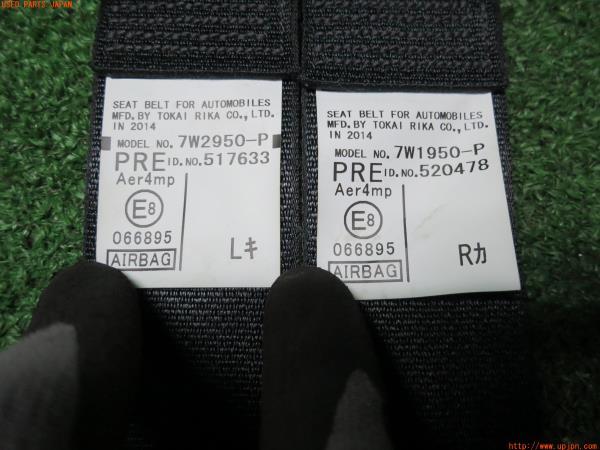 USED PARTS JAPAN
SEAT BELT FOR AUTOMOBILES
MFD.BY TOKAI RIKA CO.,LTD.
IN 2014
MODEL NO. 7W2950-P
PRE ID.NO.517633
Aer4mp
E8
066895
AIRBAG
Lキ
SEAT BELT FOR AUTOMOBILES
MFD.BY TOKAI RIKA CO.,LTD.
IN 2014
MODEL NO. 7W1950-P
PRE ID.NO.520478
Aer4mp
E8
066895
AIRBAG
Rカ
http://www.upjpn.com/